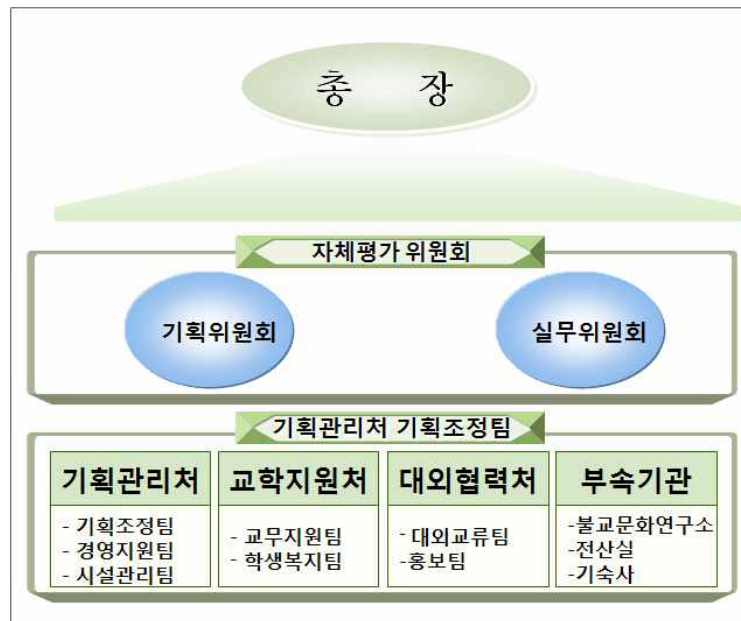 총 장
자체평가 위원회
기획위원회
실무위원회
기획관리처 기획조정팀
기획관리처
- 기획조정팀
- 경영지원팀
- 시설관리팀
교학지원처
- 교무지원팀
- 학생복지팀
대외협력처
- 대외교류팀
-홍보팀
부속기관
-불교문화연구소
-전산실
-기숙사